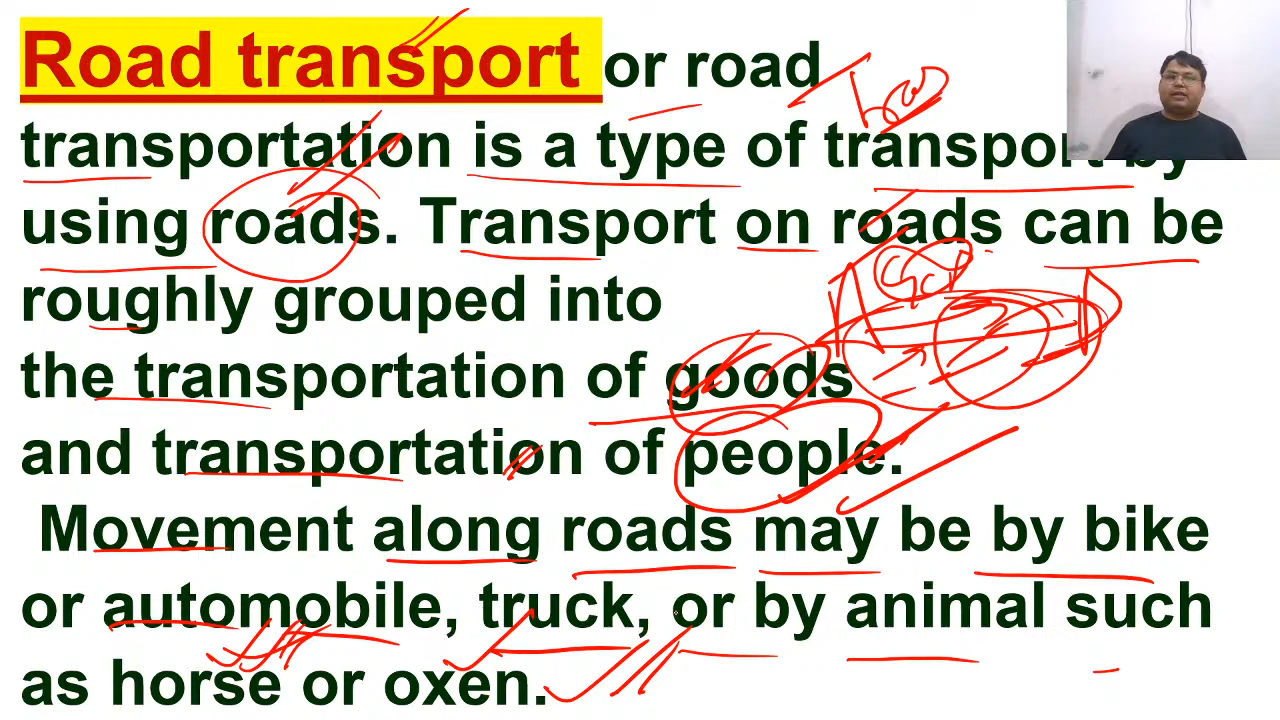 Road transport or road
transportation is a type of transport by
using roads. Transport on roads can be
roughly grouped into
the transportation of goods
and transportation of people.
Movement along roads may be by bike
or automobile, truck, or by animal such
as horse or oxen.